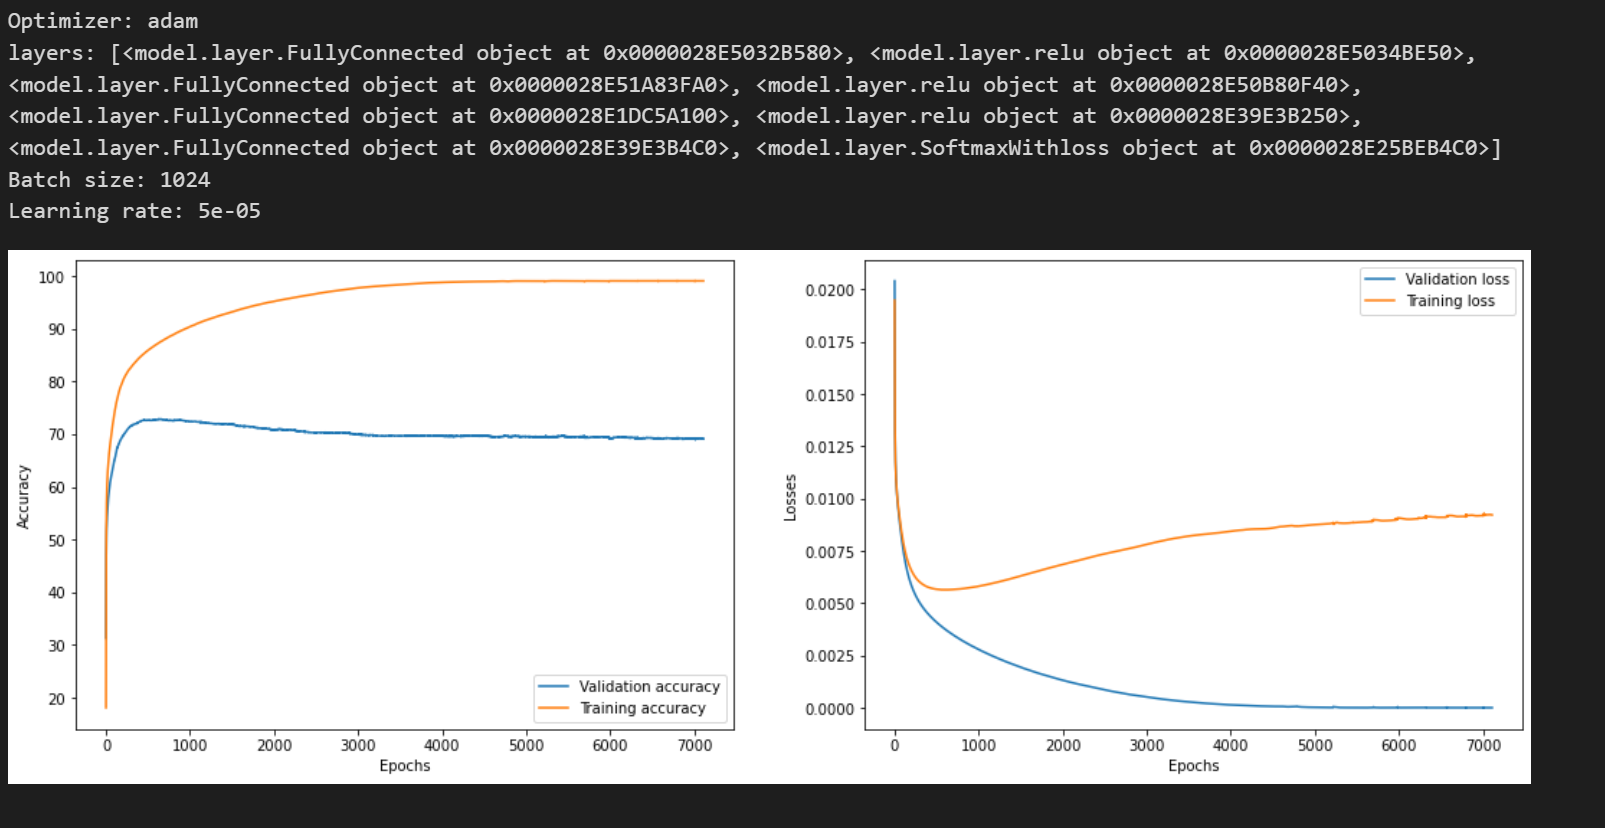 Optimizer: adam
layers: [<model.layer.FullyConnected object at 0x0000028E5032B580>, <model.layer.relu object at 0x0000028E5034BE50>,
<model.layer.FullyConnected object at 0x0000028E51A83FA0>, <model.layer.relu object at 0x0000028E50B80F40>,
<model.layer.FullyConnected object at 0x0000028E1DC5A100>, <model.layer.relu object at 0x0000028E39E3B250>,
<model.layer.FullyConnected object at 0x0000028E39E3B4C0>, <model.layer.SoftmaxWithloss object at 0x0000028E25BEB4C0>]
Batch size: 1024
Learning rate: 5e-05
Accuracy
100
90
80
70
60
50
40
30
20
Validation accuracy
Training accuracy
0 1000 2000 3000 4000 5000 6000 7000
Epochs
Losses
0.0200
0.0175
0.0150
0.0125
0.0100
0.0075
0.0050
0.0025
0.0000
Validation loss
Training loss
0 1000 2000 3000 4000 5000 6000 7000
Epochs